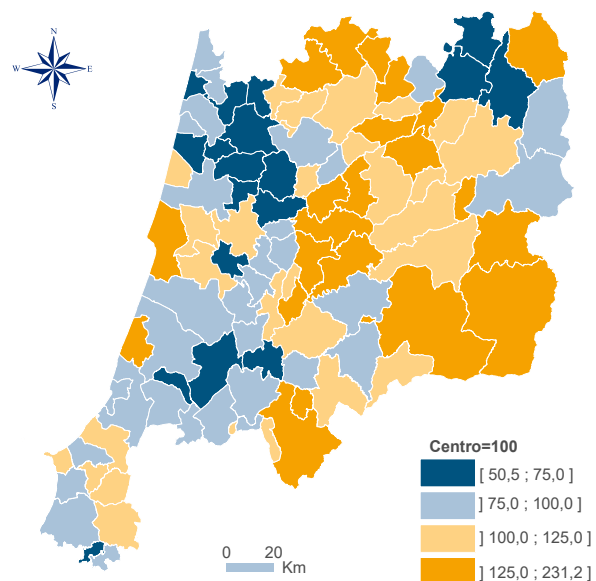 N
W E
S
Centro=100
[ 50,5 ; 75,0 ]
] 75,0 ; 100,0 ]
] 100,0 ; 125,0 ]
] 125,0 ; 231,2 ]
0 20
Km